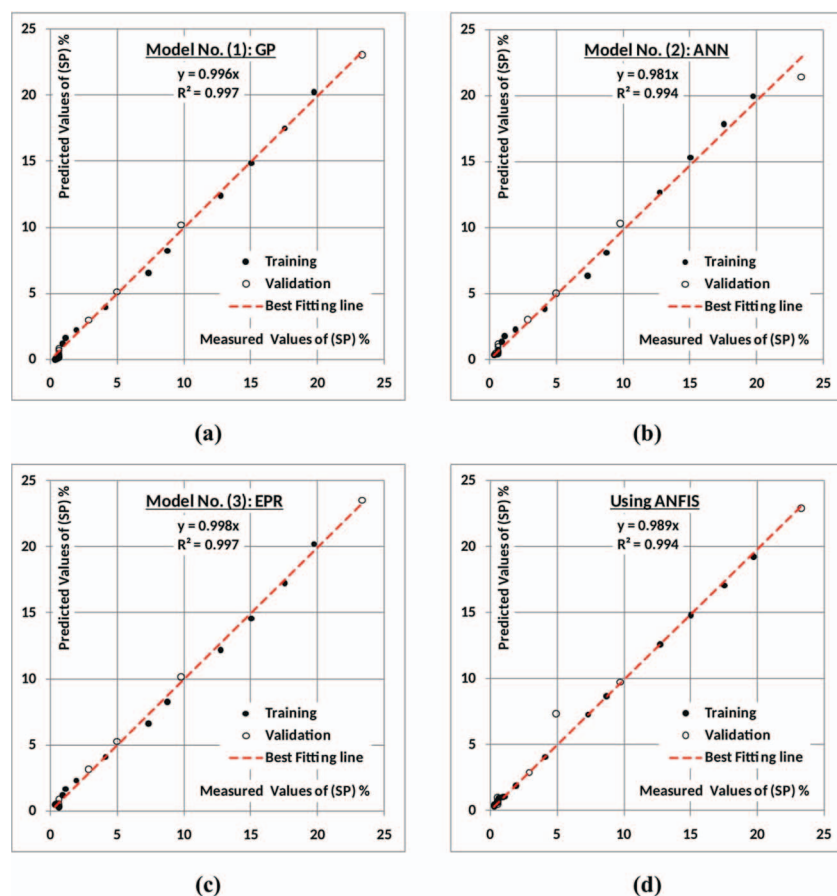 25
20
15
10
5
0
Predicted Values of (SP) %
Model No. (1): GP
y = 0.996x
R² = 0.997
Training
Validation
Best Fitting line
Measured Values of (SP) %
0 5 10 15 20 25
(a)
25
20
15
10
5
0
Predicted Values of (SP) %
Model No. (2): ANN
y = 0.981x
R² = 0.994
Training
Validation
Best Fitting line
Measured Values of (SP) %
0 5 10 15 20 25
(b)
25
20
15
10
5
0
Predicted Values of (SP) %
Model No. (3): EPR
y = 0.998x
R² = 0.997
Training
Validation
Best Fitting line
Measured Values of (SP) %
0 5 10 15 20 25
(c)
25
20
15
10
5
0
Predicted Values of (SP) %
Using ANFIS
y = 0.989x
R² = 0.994
Training
Validation
Best Fitting line
Measured Values of (SP) %
0 5 10 15 20 25
(d)